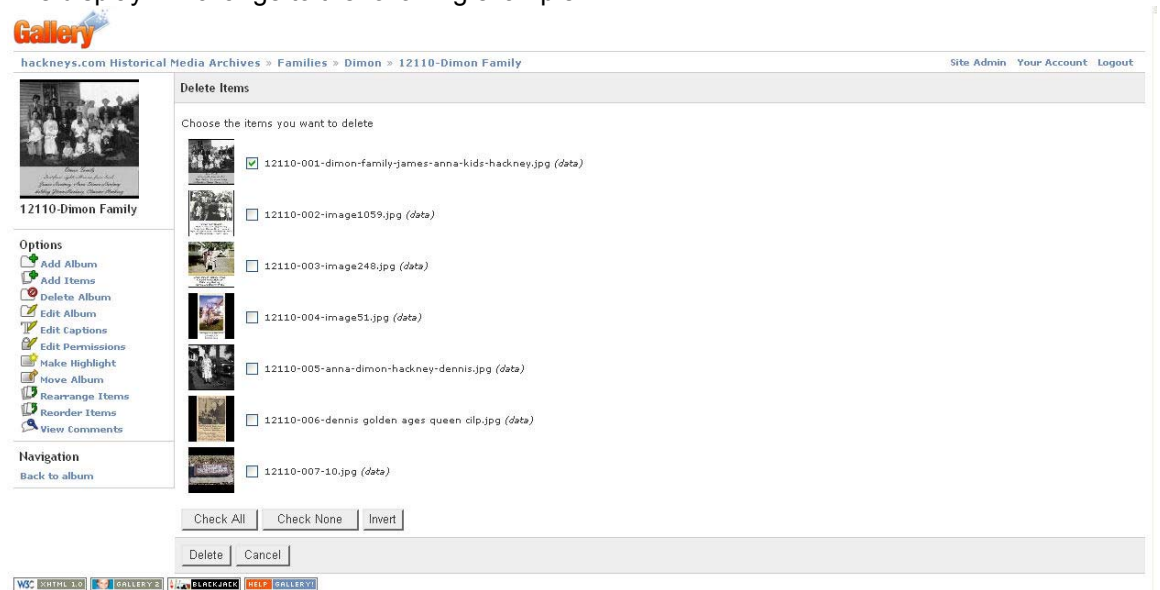 Gallery
hackneys.com Historical Media Archives » Families » Dimon » 12110-Dimon Family
Site Admin Your Account Logout
12110-Dimon Family
Options
Add Album
Add Items
Delete Album
Edit Album
Edit Captions
Edit Permissions
Make Highlight
Move Album
Rearrange Items
Reorder Items
View Comments
Navigation
Back to album
Delete Items
Choose the items you want to delete
12110-001-dimon-family-james-anna-kids-hackney.jpg (data)
12110-002-image1059.jpg (data)
12110-003-image248.jpg (data)
12110-004-image51.jpg (data)
12110-005-anna-dimon-hackney-dennis.jpg (data)
12110-006-dennis golden ages queen cilp.jpg (data)
12110-007-10.jpg (data)
Check All Check None Invert
Delete Cancel
W3C XHTML 1.0 GALLERY 2 BLACKJACK HELP GALLERY!